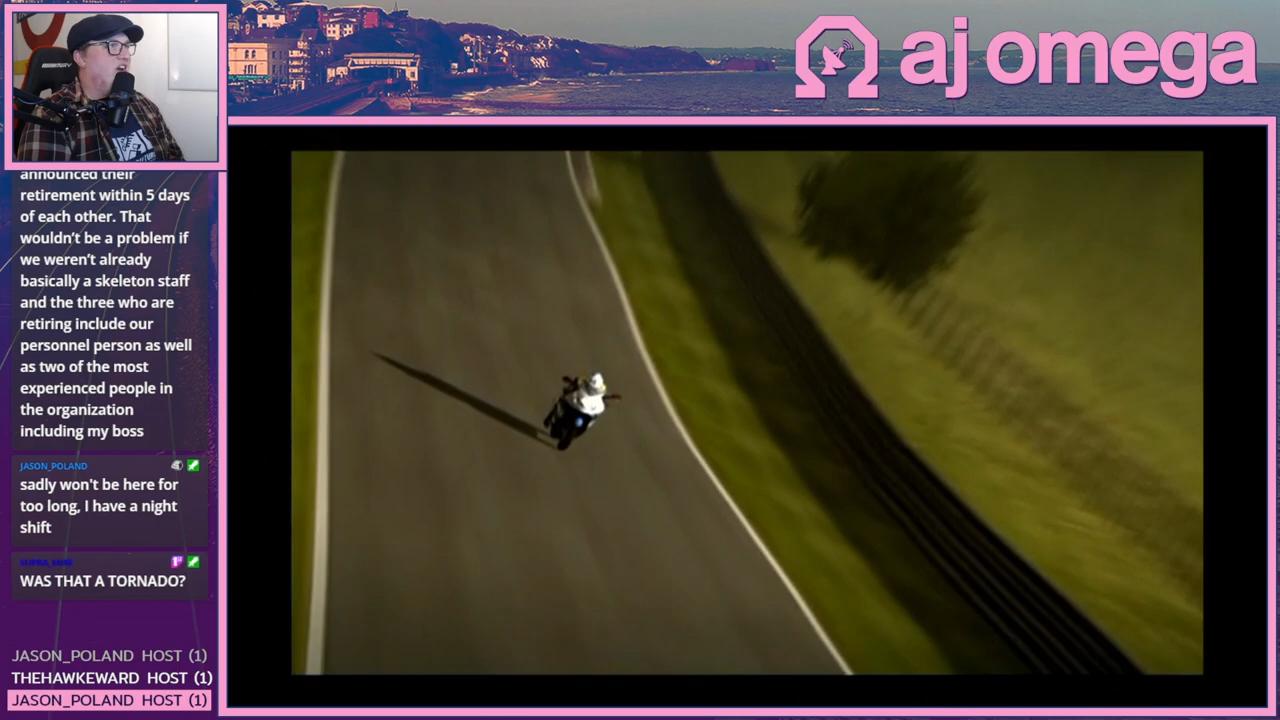 aj omega
announced their
retirement within 5 days
of each other. That
wouldn't be a problem if
we weren't already
basically a skeleton staff
and the three who are
retiring include our
personnel person as well
as two of the most
experienced people in
the organization
including my boss
JASON_POLAND
sadly won't be here for
too long, I have a night
shift
WAS THAT A TORNADO?
JASON_POLAND HOST (1)
THEHAWKEWARD HOST (1)
JASON_POLAND HOST (1)